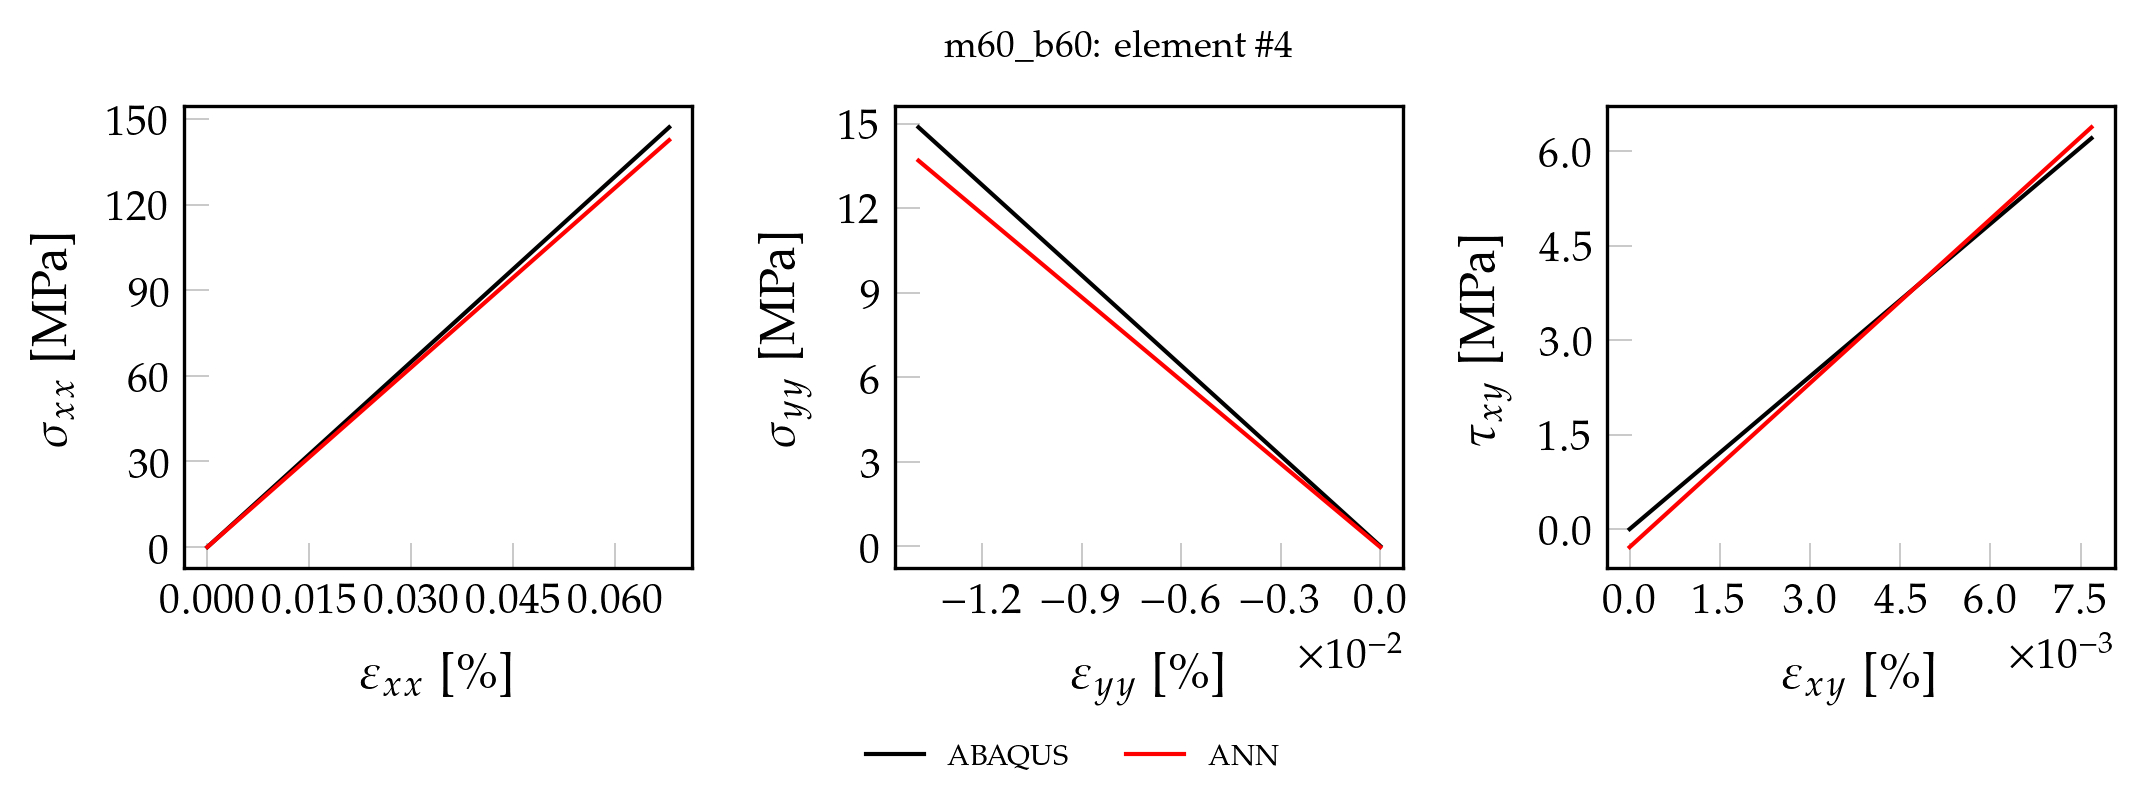 m60_b60: element #4
150
120
90
60
30
0
σxx [MPa]
0.000 0.015 0.030 0.045 0.060
εxx [%]
15
12
9
6
3
0
σyy [MPa]
−1.2 −0.9 −0.6 −0.3 0.0
×10−2
εyy [%]
6.0
4.5
3.0
1.5
0.0
τxy [MPa]
0.0 1.5 3.0 4.5 6.0 7.5
×10−3
εxy [%]
ABAQUS ANN